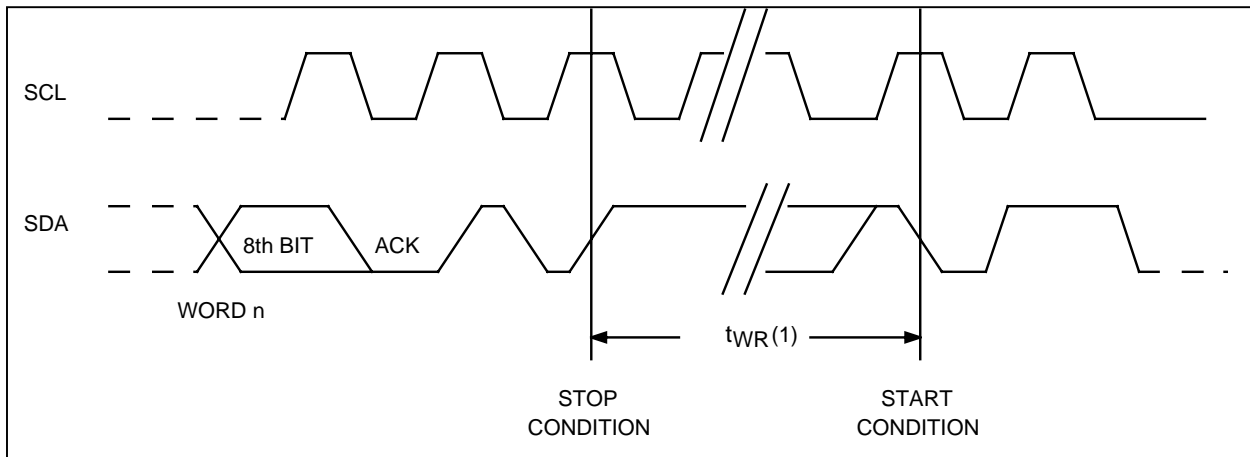 SCL
SDA
8th BIT
ACK
WORD n
tWR(1)
STOP
CONDITION
START
CONDITION